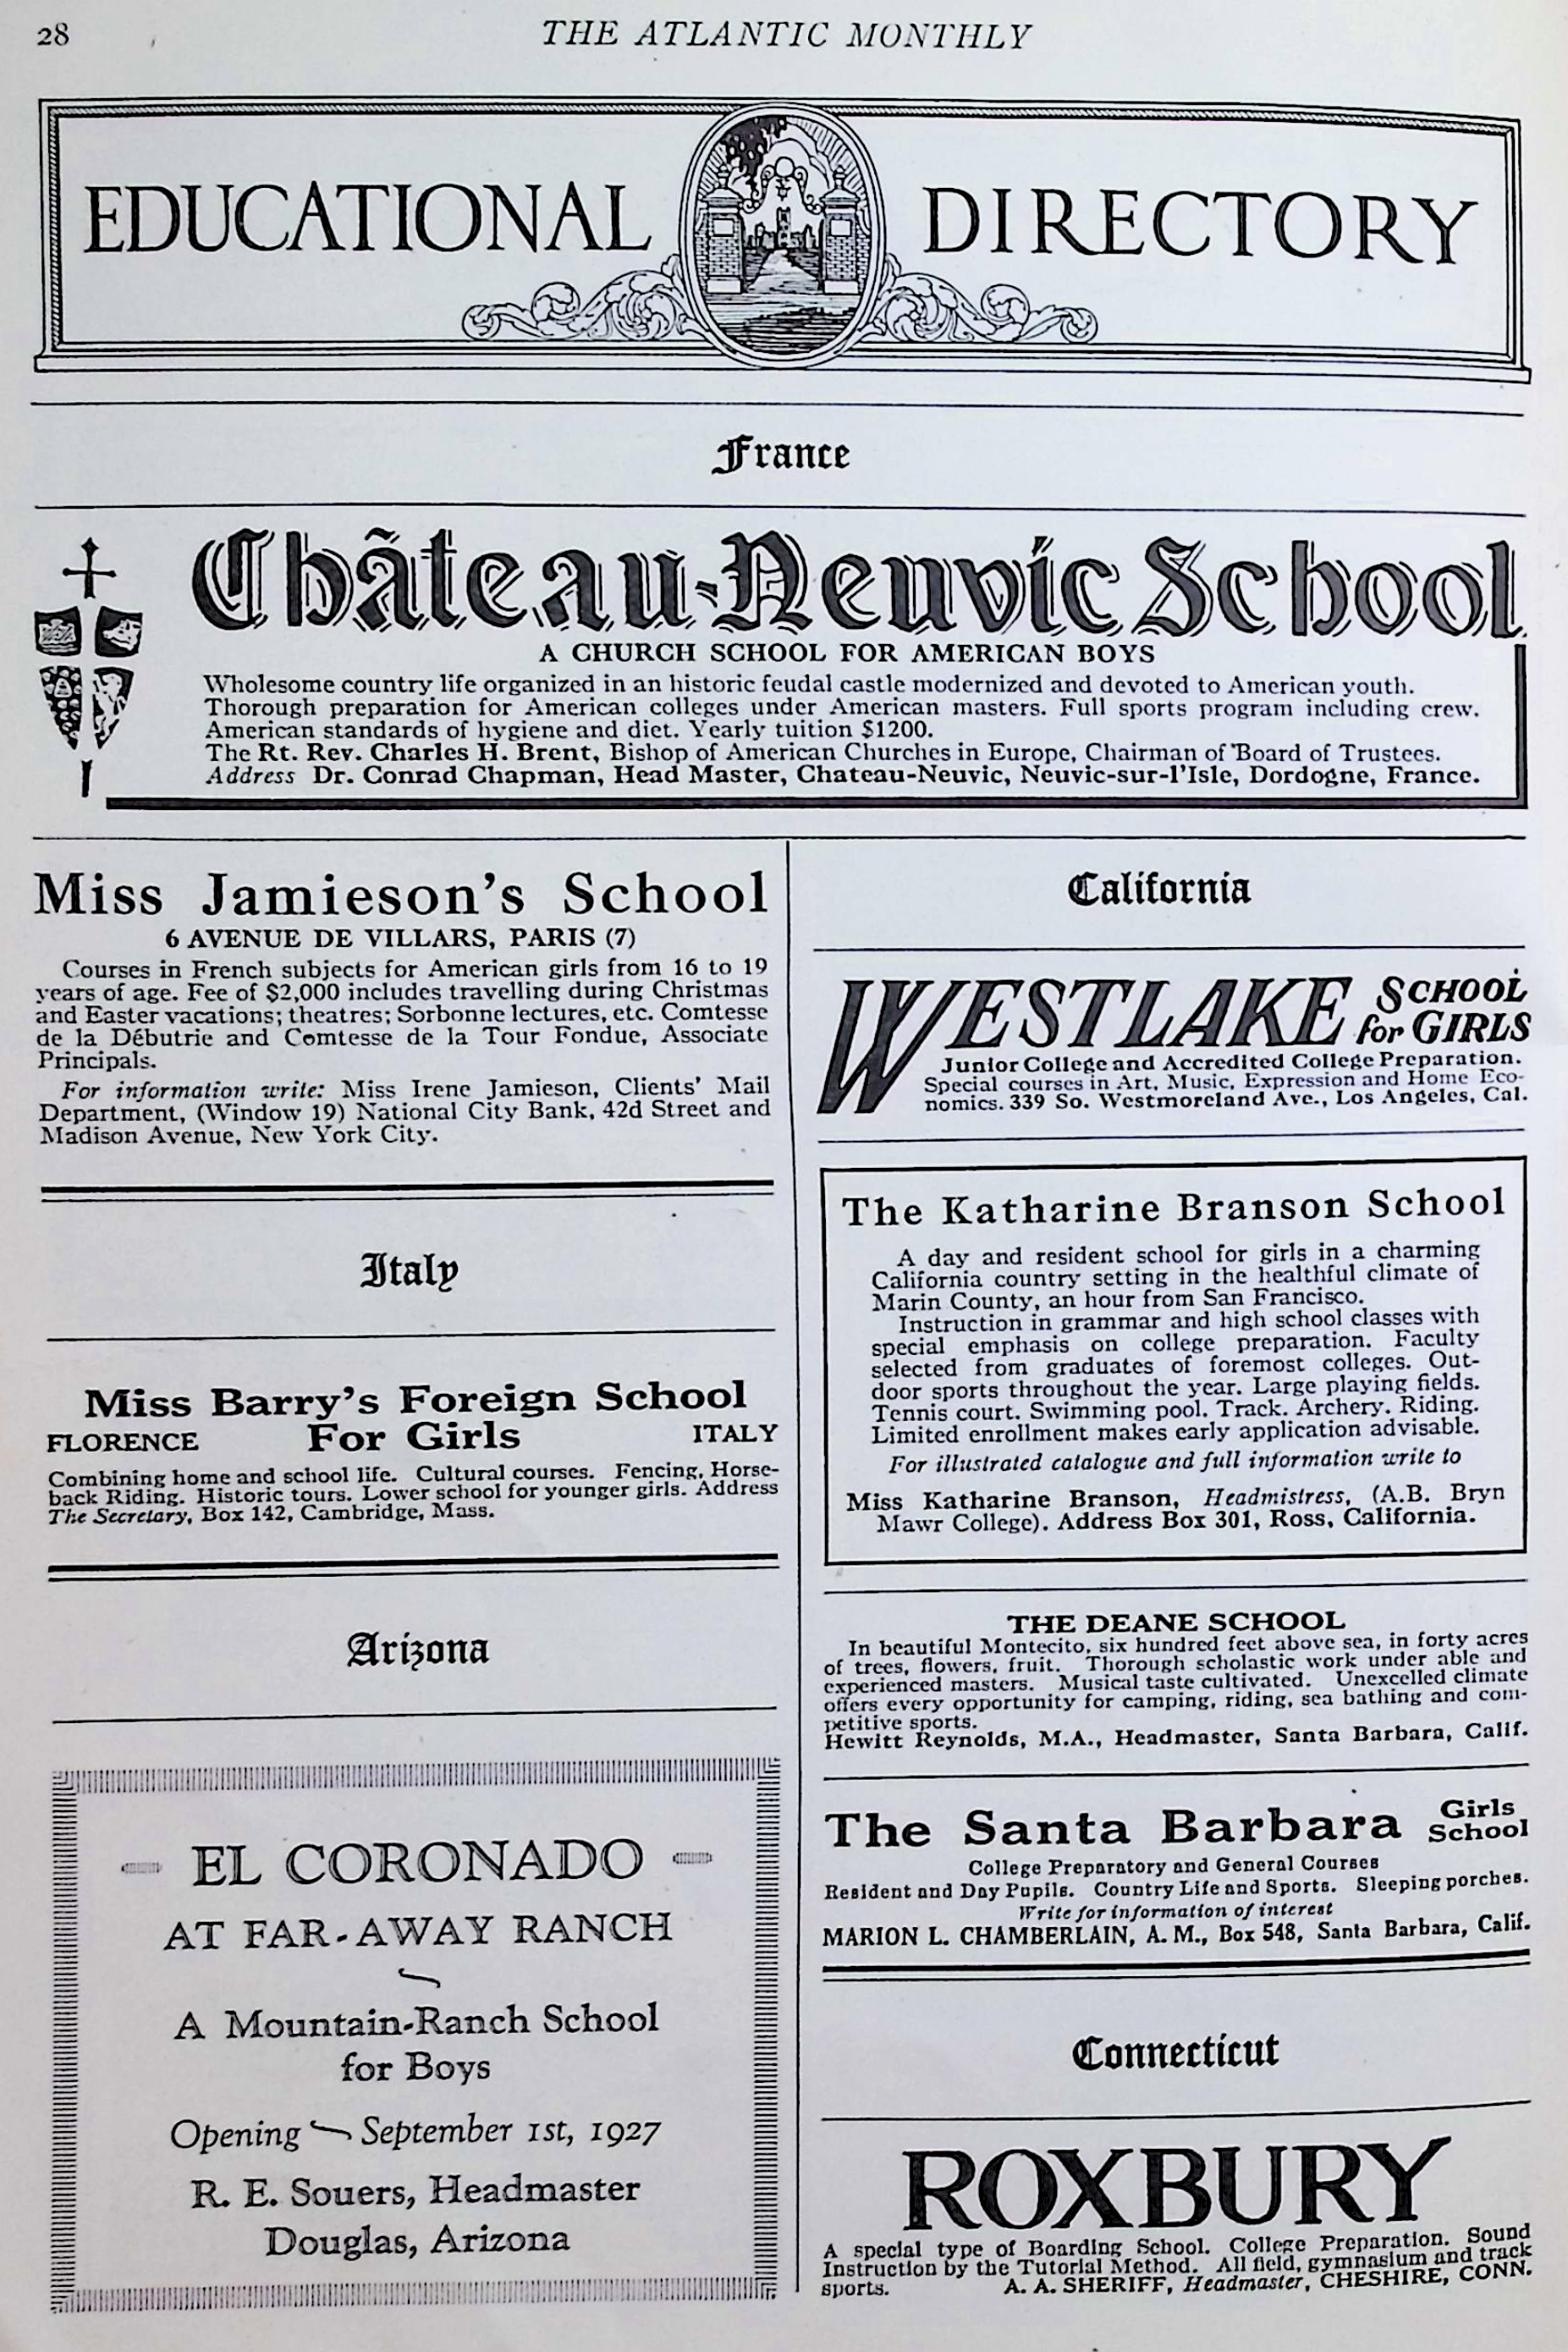 28
THE ATLANTIC MONTHLY
EDUCATIONAL DIRECTORY
France
Château-Neuvic School
A CHURCH SCHOOL FOR AMERICAN BOYS
Wholesome country life organized in an historic feudal castle modernized and devoted to American youth.
Thorough preparation for American colleges under American masters. Full sports program including crew.
American standards of hygiene and diet. Yearly tuition $1200.
The Rt. Rev. Charles H. Brent, Bishop of American Churches in Europe, Chairman of Board of Trustees.
Address Dr. Conrad Chapman, Head Master, Chateau-Neuvic, Neuvic-sur-l'Isle, Dordogne, France.
Miss Jamieson's School
6 AVENUE DE VILLARS, PARIS (7)
Courses in French subjects for American girls from 16 to 19
years of age. Fee of $2,000 includes travelling during Christmas
and Easter vacations; theatres; Sorbonne lectures, etc. Comtesse
de la Débutrie and Comtesse de la Tour Fondue, Associate
Principals.
For information write: Miss Irene Jamieson, Clients' Mail
Department, (Window 19) National City Bank, 42d Street and
Madison Avenue, New York City.
Italy
Miss Barry's Foreign School
FLORENCE For Girls ITALY
Combining home and school life. Cultural courses. Fencing, Horse-
back Riding. Historic tours. Lower school for younger girls. Address
The Secretary, Box 142, Cambridge, Mass.
Arizona
EL CORONADO
AT FAR-AWAY RANCH
A Mountain-Ranch School
for Boys
Opening September 1st, 1927
R. E. Souers, Headmaster
Douglas, Arizona
California
WESTLAKE SCHOOL
for GIRLS
Junior College and Accredited College Preparation.
Special courses in Art, Music, Expression and Home Eco-
nomics. 339 So. Westmoreland Ave., Los Angeles, Cal.
The Katharine Branson School
A day and resident school for girls in a charming
California country setting in the healthful climate of
Marin County, an hour from San Francisco.
Instruction in grammar and high school classes with
special emphasis on college preparation. Faculty
selected from graduates of foremost colleges. Out-
door sports throughout the year. Large playing fields.
Tennis court. Swimming pool. Track. Archery. Riding.
Limited enrollment makes early application advisable.
For illustrated catalogue and full information write to
Miss Katharine Branson, Headmistress, (A.B. Bryn
Mawr College). Address Box 301, Ross, California.
THE DEANE SCHOOL
In beautiful Montecito, six hundred feet above sea, in forty acres
of trees, flowers, fruit. Thorough scholastic work under able and
experienced masters. Musical taste cultivated. Unexcelled climate
offers every opportunity for camping, riding, sea bathing and com-
petitive sports.
Hewitt Reynolds, M.A., Headmaster, Santa Barbara, Calif.
The Santa Barbara Girls
School
College Preparatory and General Courses
Resident and Day Pupils. Country Life and Sports. Sleeping porches.
Write for information of interest
MARION L. CHAMBERLAIN, A. M., Box 548, Santa Barbara, Calif.
Connecticut
ROXBURY
A special type of Boarding School. College Preparation. Sound
Instruction by the Tutorial Method. All field, gymnasium and track
sports. A. A. SHERIFF, Headmaster, CHESHIRE, CONN.